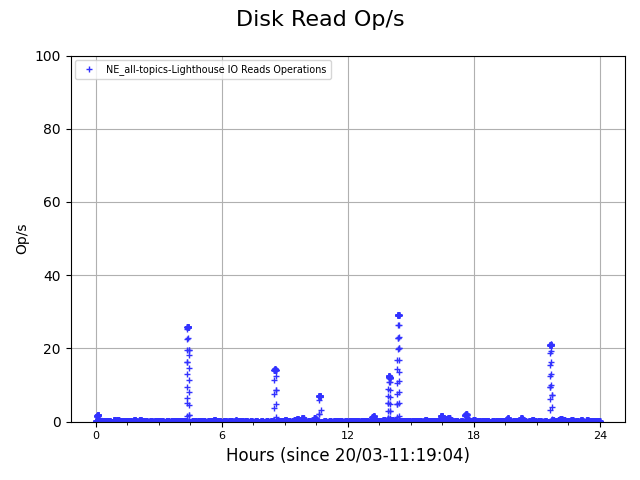 Disk Read Op/s
NE_all-topics-Lighthouse IO Reads Operations
100
80
60
40
20
0
Op/s
0 6 12 18 24
Hours (since 20/03-11:19:04)